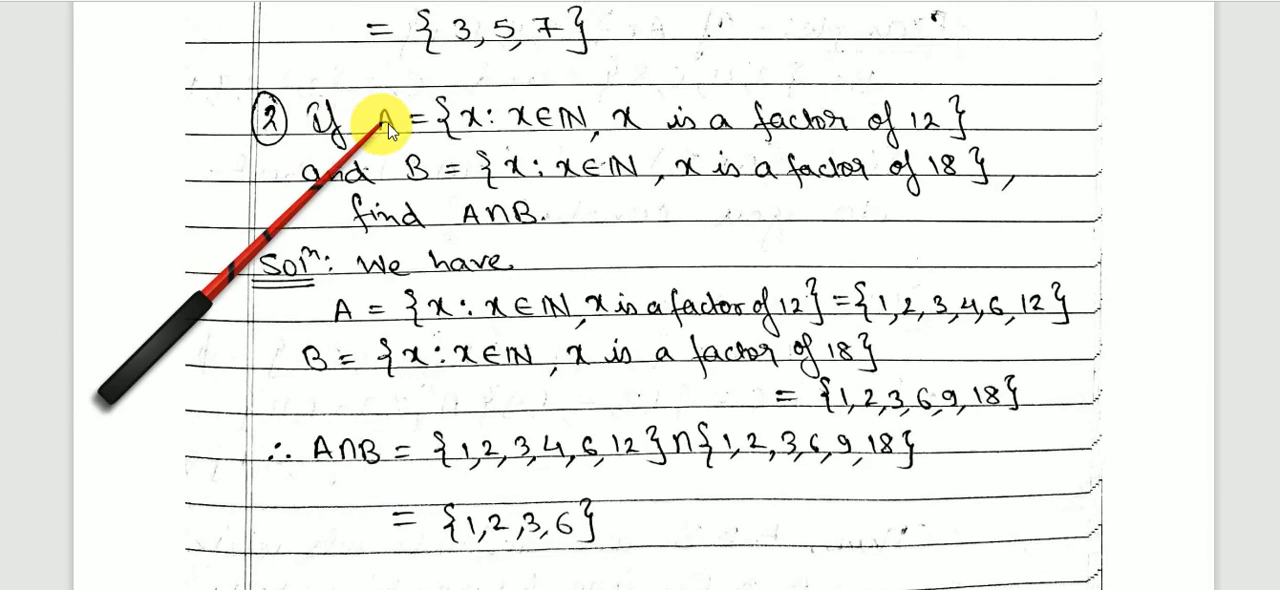 = {3, 5, 7}
② If A = {x: x∈ℕ, x is a factor of 12}
and B = {x: x∈ℕ, x is a factor of 18},
find A∩B.
Solⁿ: We have
A = {x: x∈ℕ, x is a factor of 12} = {1, 2, 3, 4, 6, 12}
B = {x: x∈ℕ, x is a factor of 18}
= {1, 2, 3, 6, 9, 18}
∴ A∩B = {1, 2, 3, 4, 6, 12} ∩ {1, 2, 3, 6, 9, 18}
= {1, 2, 3, 6}